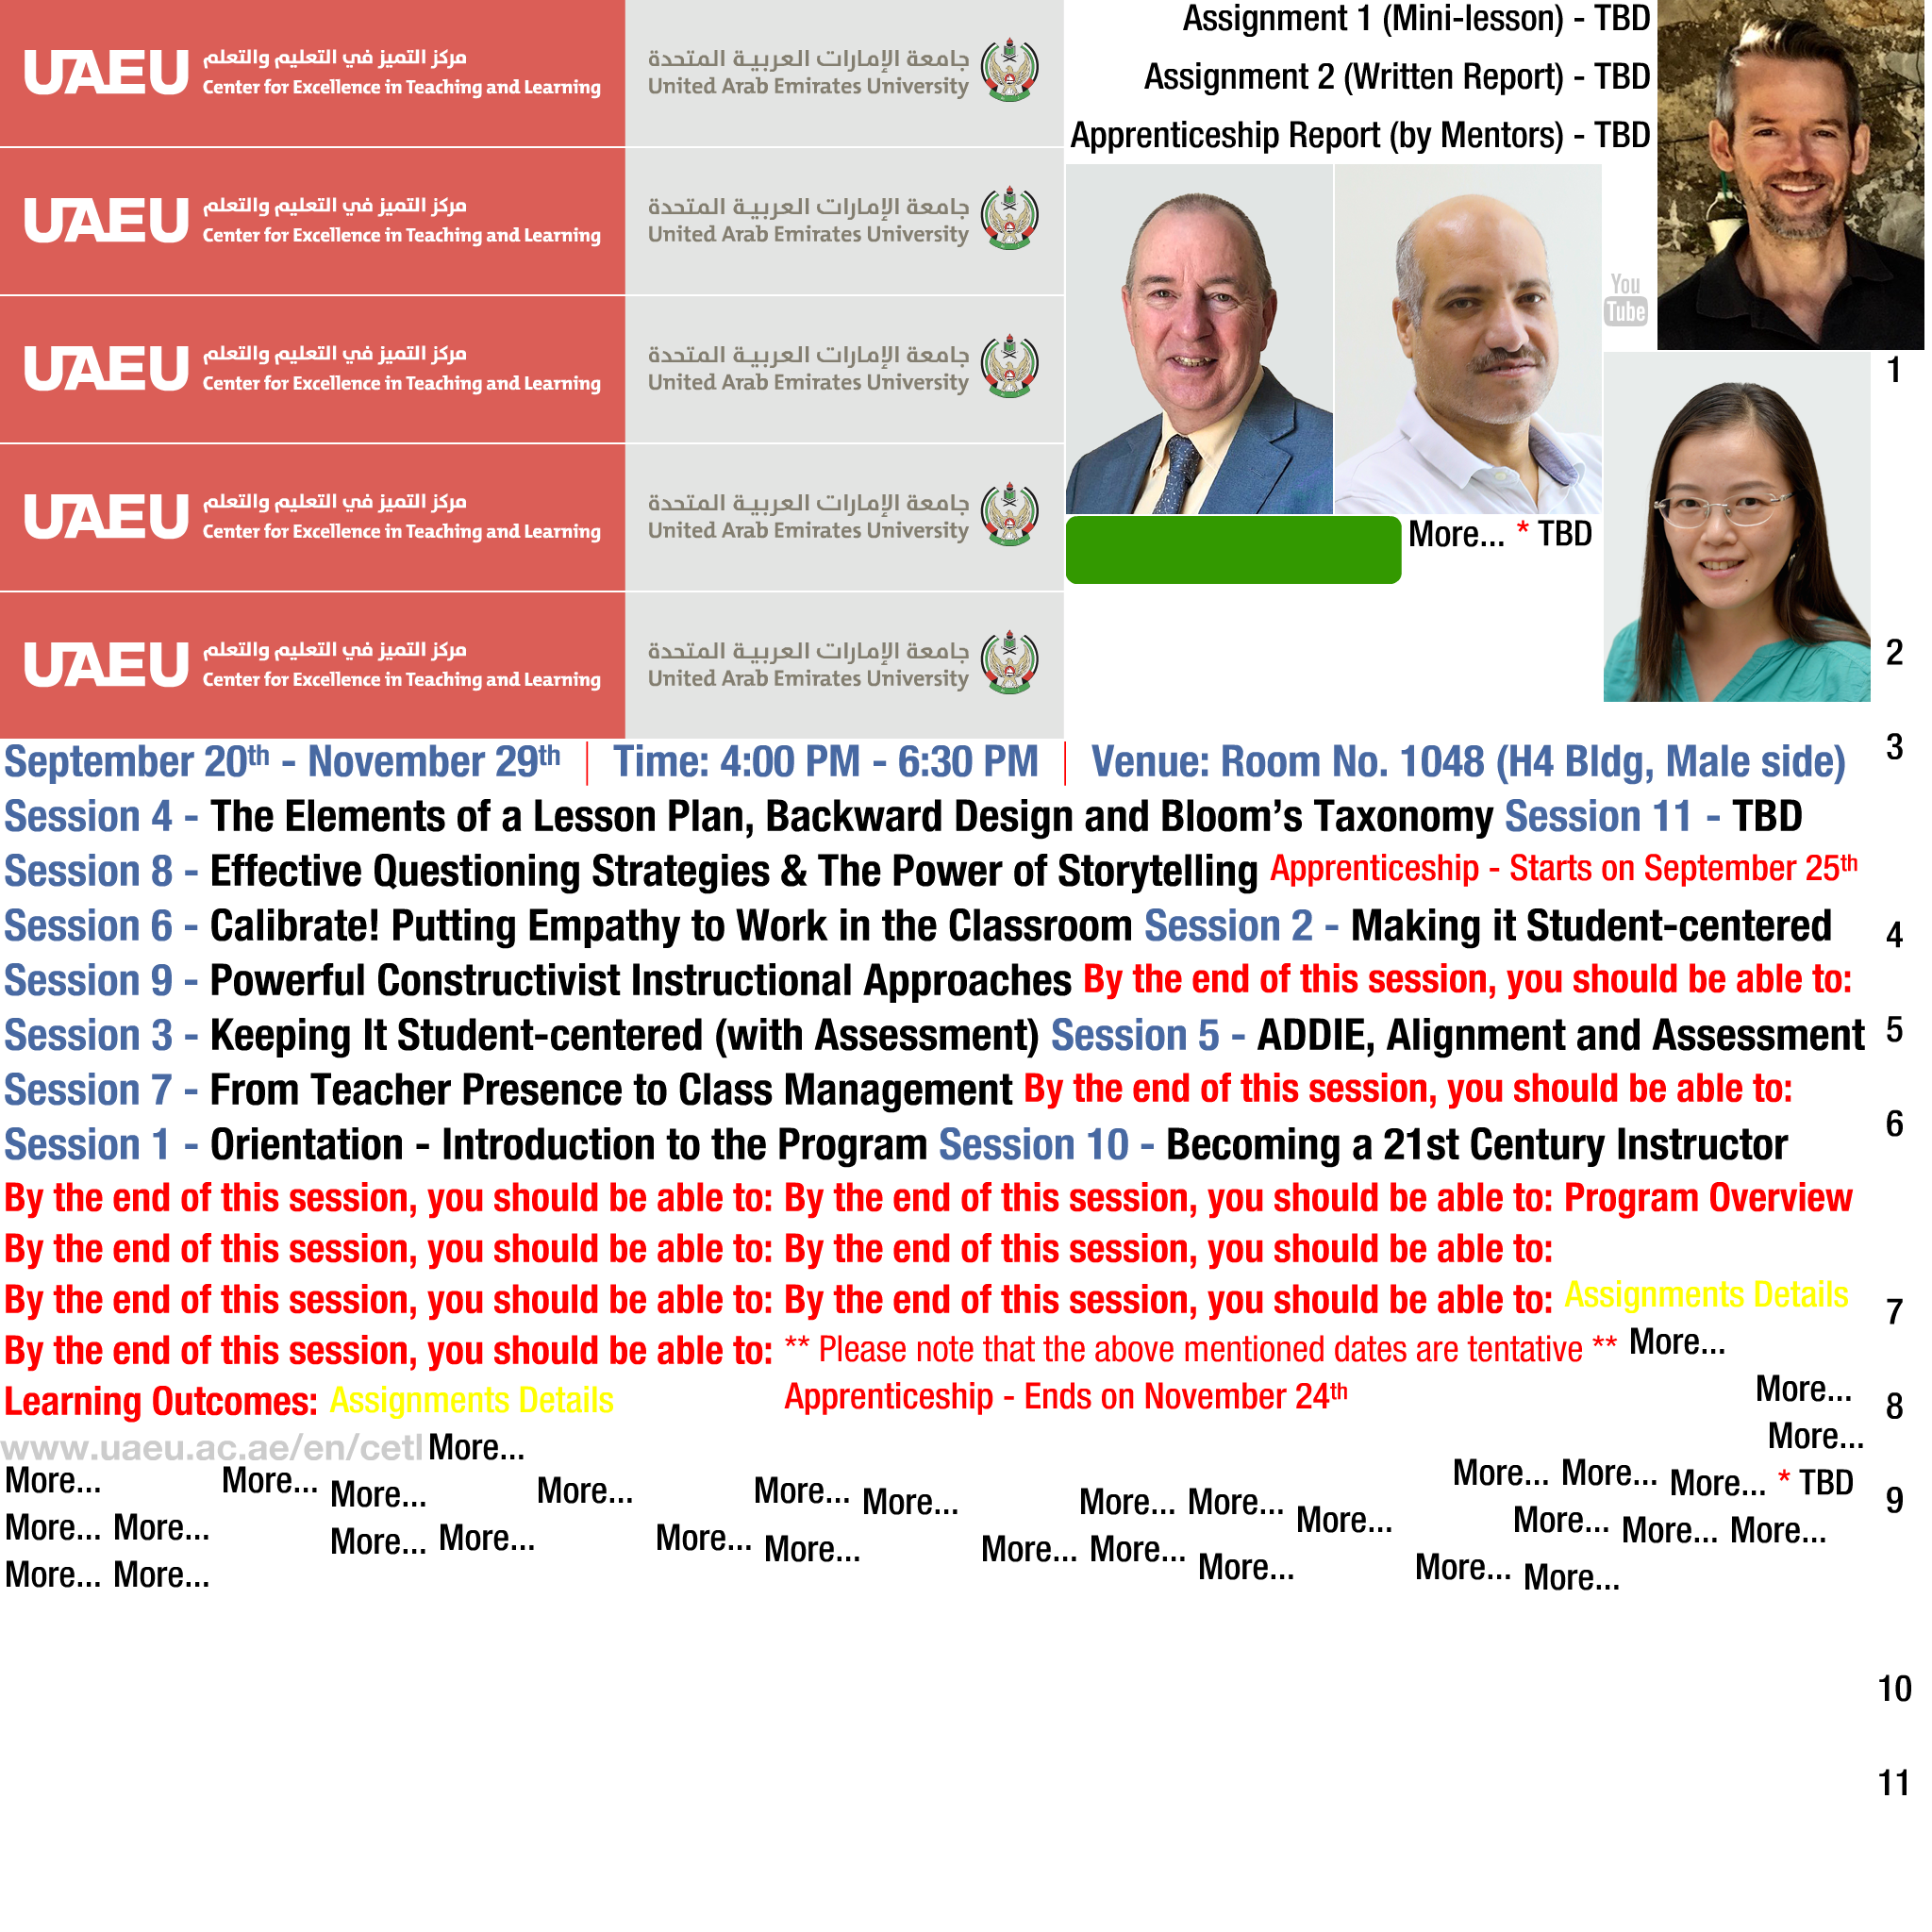 UAEU مركز التميز في التعليم والتعلم
Center for Excellence in Teaching and Learning
جامعة الإمارات العربية المتحدة
United Arab Emirates University
Assignment 1 (Mini-lesson) - TBD
Assignment 2 (Written Report) - TBD
Apprenticeship Report (by Mentors) - TBD
UAEU مركز التميز في التعليم والتعلم
Center for Excellence in Teaching and Learning
جامعة الإمارات العربية المتحدة
United Arab Emirates University
You
Tube
UAEU مركز التميز في التعليم والتعلم
Center for Excellence in Teaching and Learning
جامعة الإمارات العربية المتحدة
United Arab Emirates University
1
UAEU مركز التميز في التعليم والتعلم
Center for Excellence in Teaching and Learning
جامعة الإمارات العربية المتحدة
United Arab Emirates University
More... * TBD
UAEU مركز التميز في التعليم والتعلم
Center for Excellence in Teaching and Learning
جامعة الإمارات العربية المتحدة
United Arab Emirates University
2
September 20th - November 29th | Time: 4:00 PM - 6:30 PM | Venue: Room No. 1048 (H4 Bldg, Male side)
3
Session 4 - The Elements of a Lesson Plan, Backward Design and Bloom's Taxonomy Session 11 - TBD
Session 8 - Effective Questioning Strategies & The Power of Storytelling Apprenticeship - Starts on September 25th
Session 6 - Calibrate! Putting Empathy to Work in the Classroom Session 2 - Making it Student-centered
4
Session 9 - Powerful Constructivist Instructional Approaches By the end of this session, you should be able to:
Session 3 - Keeping It Student-centered (with Assessment) Session 5 - ADDIE, Alignment and Assessment
5
Session 7 - From Teacher Presence to Class Management By the end of this session, you should be able to:
6
Session 1 - Orientation - Introduction to the Program Session 10 - Becoming a 21st Century Instructor
By the end of this session, you should be able to: By the end of this session, you should be able to: Program Overview
By the end of this session, you should be able to: By the end of this session, you should be able to:
By the end of this session, you should be able to: By the end of this session, you should be able to: Assignments Details
7
By the end of this session, you should be able to: ** Please note that the above mentioned dates are tentative ** More...
Learning Outcomes: Assignments Details Apprenticeship - Ends on November 24th More...
8
www.uaeu.ac.ae/en/cetl More... More...
More... More... More... More... More... More... More... More... More... More... More... More... * TBD
9
More... More... More... More... More... More... More... More... More... More... More... More...
More... More... More... More... More...
10
11